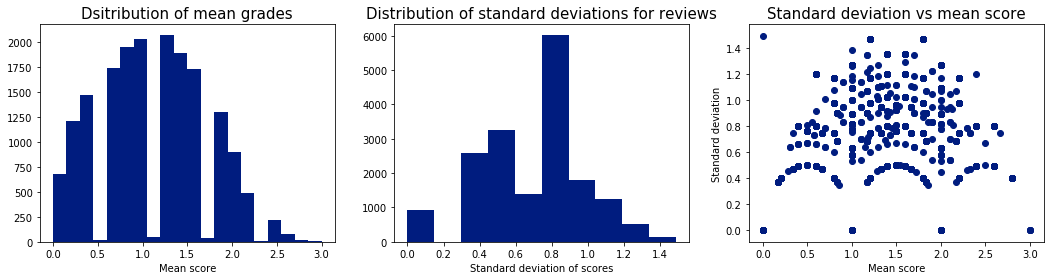 Dsitribution of mean grades
2000
1750
1500
1250
1000
750
500
250
0
0.0 0.5 1.0 1.5 2.0 2.5 3.0
Mean score
Distribution of standard deviations for reviews
6000
5000
4000
3000
2000
1000
0
0.0 0.2 0.4 0.6 0.8 1.0 1.2 1.4
Standard deviation of scores
Standard deviation vs mean score
Standard deviation
1.4
1.2
1.0
0.8
0.6
0.4
0.2
0.0
0.0 0.5 1.0 1.5 2.0 2.5 3.0
Mean score